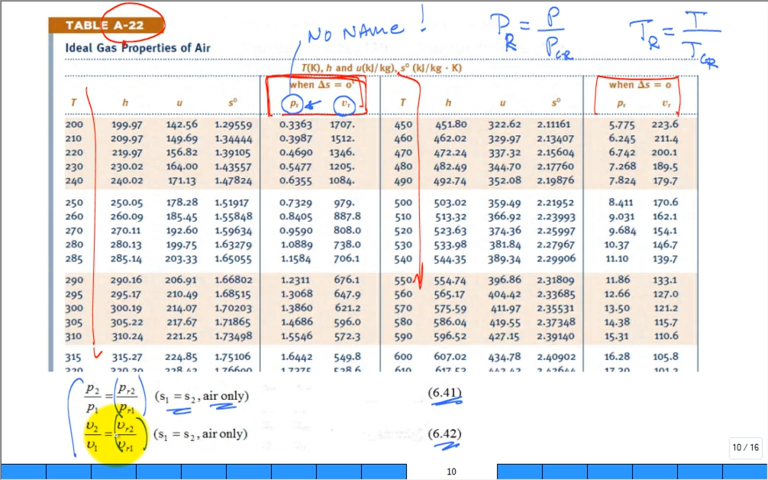 TABLE A-22
NO NAME !
P_R = P / P_CR
T_R = T / T_CR
Ideal Gas Properties of Air
T(K), h and u(kJ/kg), s° (kJ/kg · K)
when Δs = 0 when Δs = 0
T h u s° pr vr T h u s° pr vr
200 199.97 142.56 1.29559 0.3363 1707. 450 451.80 322.62 2.11161 5.775 223.6
210 209.97 149.69 1.34444 0.3987 1512. 460 462.02 329.97 2.13407 6.245 211.4
220 219.97 156.82 1.39105 0.4690 1346. 470 472.24 337.32 2.15604 6.742 200.1
230 230.02 164.00 1.43557 0.5477 1205. 480 482.49 344.70 2.17760 7.268 189.5
240 240.02 171.13 1.47824 0.6355 1084. 490 492.74 352.08 2.19876 7.824 179.7
250 250.05 178.28 1.51917 0.7329 979. 500 503.02 359.49 2.21952 8.411 170.6
260 260.09 185.45 1.55848 0.8405 887.8 510 513.32 366.92 2.23993 9.031 162.1
270 270.11 192.60 1.59634 0.9590 808.0 520 523.63 374.36 2.25997 9.684 154.1
280 280.13 199.75 1.63279 1.0889 738.0 530 533.98 381.84 2.27967 10.37 146.7
285 285.14 203.33 1.65055 1.1584 706.1 540 544.35 389.34 2.29906 11.10 139.7
290 290.16 206.91 1.66802 1.2311 676.1 550 554.74 396.86 2.31809 11.86 133.1
295 295.17 210.49 1.68515 1.3068 647.9 560 565.17 404.42 2.33685 12.66 127.0
300 300.19 214.07 1.70203 1.3860 621.2 570 575.59 411.97 2.35531 13.50 121.2
305 305.22 217.67 1.71865 1.4686 596.0 580 586.04 419.55 2.37348 14.38 115.7
310 310.24 221.25 1.73498 1.5546 572.3 590 596.52 427.15 2.39140 15.31 110.6
315 315.27 224.85 1.75106 1.6442 549.8 600 607.02 434.78 2.40902 16.28 105.8
p2 / p1 = pr2 / pr1 (s1 = s2, air only) (6.41)
υ2 / υ1 = υr2 / υr1 (s1 = s2, air only) (6.42)
10 / 16
10